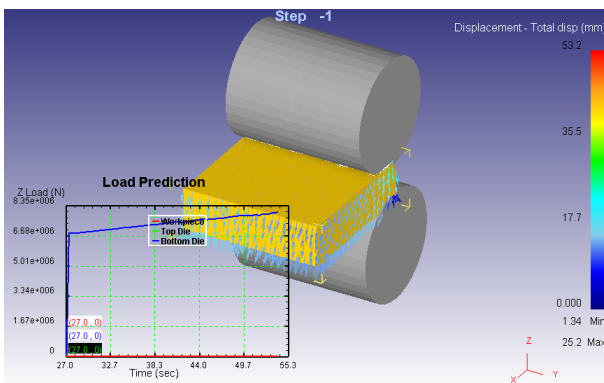 Step -1
Displacement - Total disp (mm)
53.2
35.5
17.7
0.000
1.34 Min
25.2 Max
Load Prediction
Z Load (N)
8.35e+006
6.68e+006
5.01e+006
3.34e+006
1.67e+006
0
Workpiece
Top Die
Bottom Die
(27.0 , 0)
(27.0 , 0)
(27.0 , 0)
27.0 32.7 38.3 44.0 49.7 55.3
Time (sec)
Z
X Y